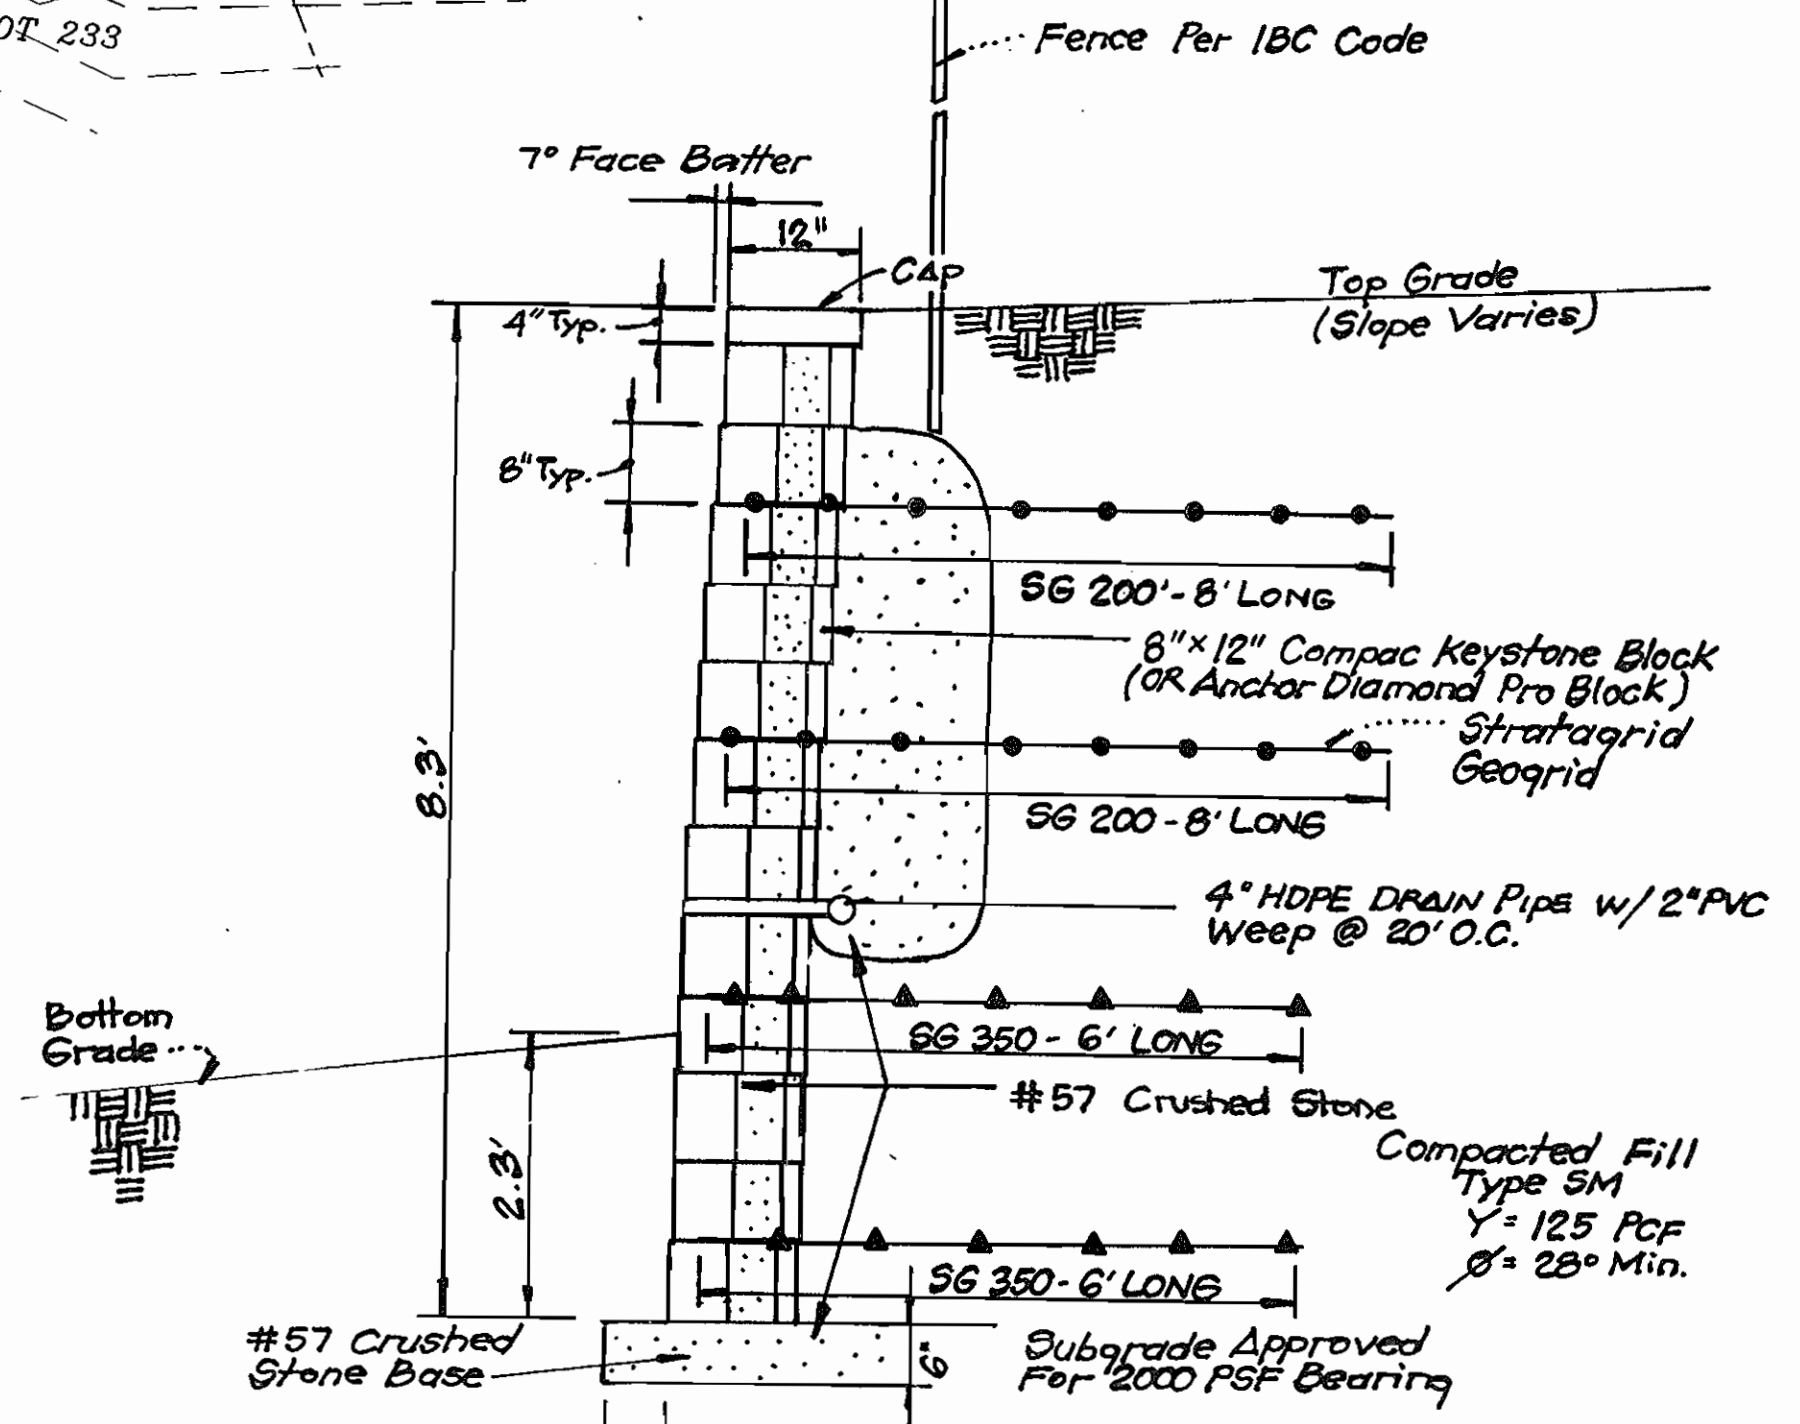 OT 233
Fence Per IBC Code
7° Face Batter
12"
CAP
Top Grade
(Slope Varies)
4" Typ.
8" Typ.
SG 200'-8' LONG
8"x12" Compac Keystone Block
(OR Anchor Diamond Pro Block)
Stratagrid
Geogrid
8.3'
SG 200-8' LONG
4" HDPE DRAIN PIPE w/ 2" PVC
Weep @ 20' O.C.
Bottom
Grade
SG 350- 6' LONG
#57 Crushed Stone
Compacted Fill
Type SM
γ= 125 PCF
Ø= 28° Min.
2.3'
SG 350-6' LONG
#57 Crushed
Stone Base
6"
Subgrade Approved
For 2000 PSF Bearing